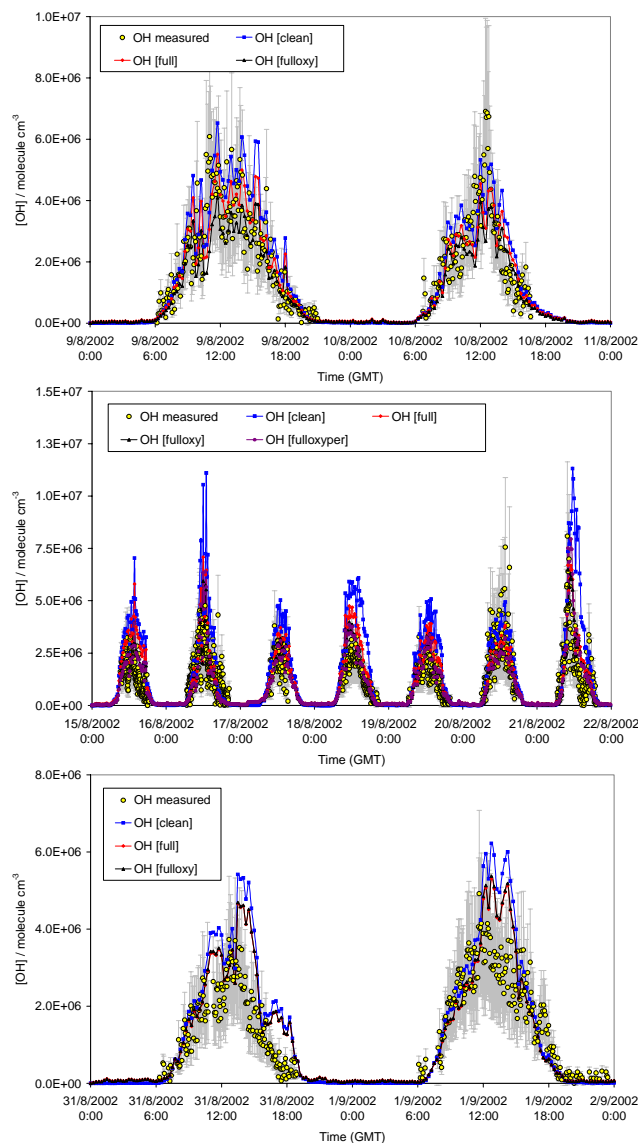 1.0E+07
OH measured OH [clean]
OH [full] OH [fulloxy]
8.0E+06
6.0E+06
4.0E+06
2.0E+06
0.0E+00
[OH] / molecule cm-3
9/8/2002 9/8/2002 9/8/2002 9/8/2002 10/8/2002 10/8/2002 10/8/2002 10/8/2002 11/8/2002
0:00 6:00 12:00 18:00 0:00 6:00 12:00 18:00 0:00
Time (GMT)
1.5E+07
OH measured OH [clean] OH [full]
OH [fulloxy] OH [fulloxyper]
1.3E+07
1.0E+07
7.5E+06
5.0E+06
2.5E+06
0.0E+00
[OH] / molecule cm-3
15/8/2002 16/8/2002 17/8/2002 18/8/2002 19/8/2002 20/8/2002 21/8/2002 22/8/2002
0:00 0:00 0:00 0:00 0:00 0:00 0:00 0:00
Time (GMT)
8.0E+06
OH measured
OH [clean]
OH [full]
OH [fulloxy]
6.0E+06
4.0E+06
2.0E+06
0.0E+00
[OH] / molecule cm-3
31/8/2002 31/8/2002 31/8/2002 31/8/2002 1/9/2002 1/9/2002 1/9/2002 1/9/2002 2/9/2002
0:00 6:00 12:00 18:00 0:00 6:00 12:00 18:00 0:00
Time (GMT)